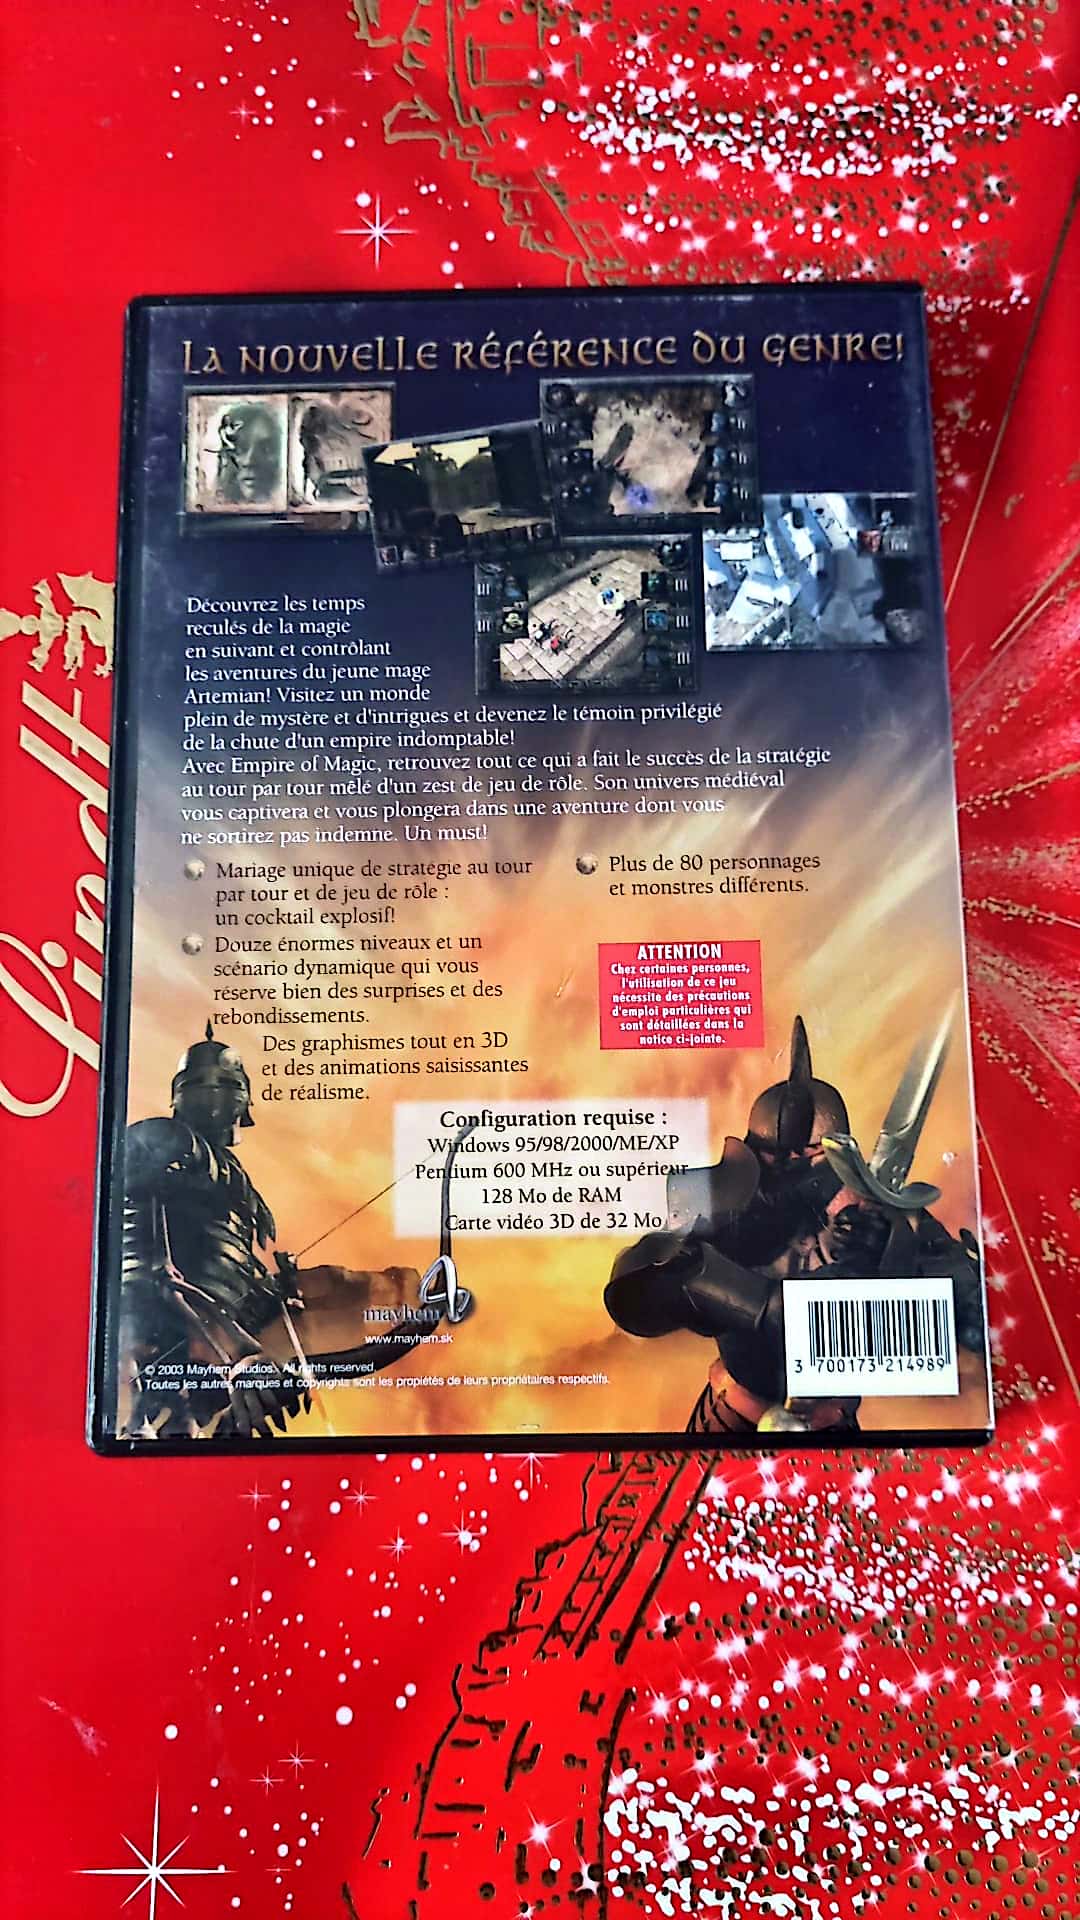 LA NOUVELLE RÉFÉRENCE DU GENRE!
Découvrez les temps
reculés de la magie
en suivant et contrôlant
les aventures du jeune mage
Artemian! Visitez un monde
plein de mystère et d'intrigues et devenez le témoin privilégié
de la chute d'un empire indomptable!
Avec Empire of Magic, retrouvez tout ce qui a fait le succès de la stratégie
au tour par tour mêlé d'un zest de jeu de rôle. Son univers médiéval
vous captivera et vous plongera dans une aventure dont vous
ne sortirez pas indemne. Un must!
Mariage unique de stratégie au tour
par tour et de jeu de rôle :
un cocktail explosif!
Douze énormes niveaux et un
scénario dynamique qui vous
réserve bien des surprises et des
rebondissements.
Des graphismes tout en 3D
et des animations saisissantes
de réalisme.
Plus de 80 personnages
et monstres différents.
ATTENTION
Chez certaines personnes,
l'utilisation de ce jeu
nécessite des précautions
d'emploi particulières qui
sont détaillées dans la
notice ci-jointe.
Configuration requise :
Windows 95/98/2000/ME/XP
Pentium 600 MHz ou supérieur
128 Mo de RAM
Carte vidéo 3D de 32 Mo
mayhem
www.mayhem.sk
© 2003 Mayhem Studios. All rights reserved.
Toutes les autres marques et copyrights sont les propiétés de leurs propriétaires respectifs.
3 700173 214989
Lindt